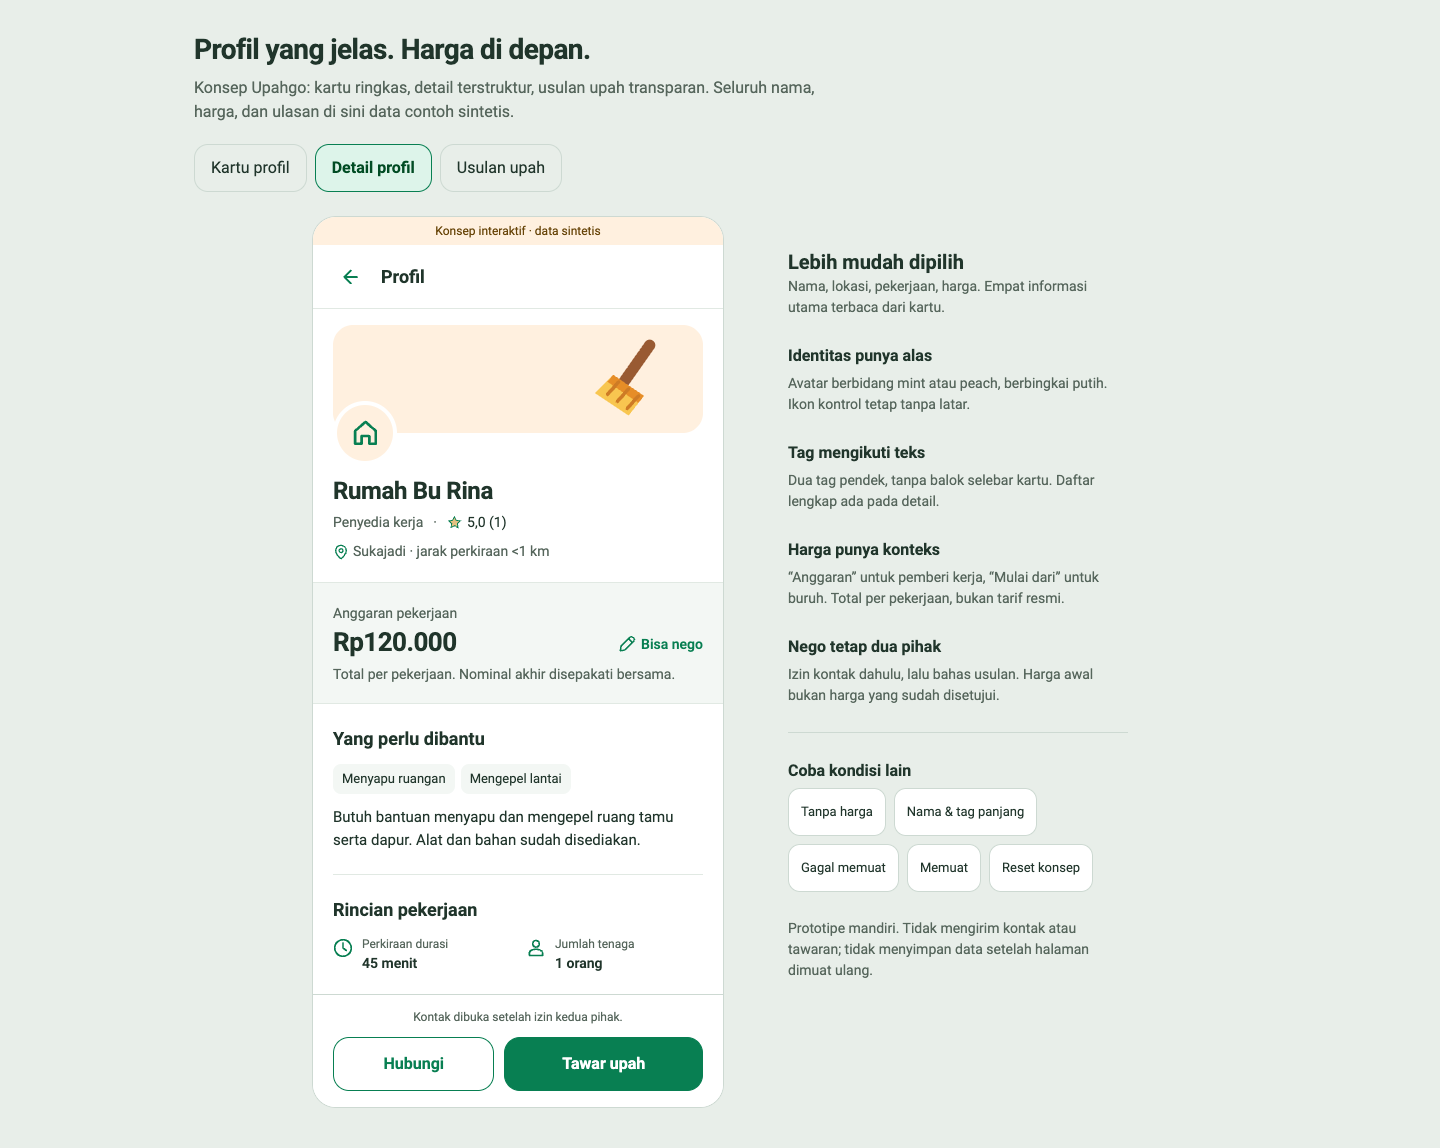 Profil yang jelas. Harga di depan.
Konsep Upahgo: kartu ringkas, detail terstruktur, usulan upah transparan. Seluruh nama,
harga, dan ulasan di sini data contoh sintetis.
Kartu profil
Detail profil
Usulan upah
Konsep interaktif · data sintetis
Profil
Rumah Bu Rina
Penyedia kerja · 5,0 (1)
Sukajadi · jarak perkiraan <1 km
Anggaran pekerjaan
Rp120.000
Bisa nego
Total per pekerjaan. Nominal akhir disepakati bersama.
Yang perlu dibantu
Menyapu ruangan
Mengepel lantai
Butuh bantuan menyapu dan mengepel ruang tamu
serta dapur. Alat dan bahan sudah disediakan.
Rincian pekerjaan
Perkiraan durasi
45 menit
Jumlah tenaga
1 orang
Kontak dibuka setelah izin kedua pihak.
Hubungi
Tawar upah
Lebih mudah dipilih
Nama, lokasi, pekerjaan, harga. Empat informasi
utama terbaca dari kartu.
Identitas punya alas
Avatar berbidang mint atau peach, berbingkai putih.
Ikon kontrol tetap tanpa latar.
Tag mengikuti teks
Dua tag pendek, tanpa balok selebar kartu. Daftar
lengkap ada pada detail.
Harga punya konteks
“Anggaran” untuk pemberi kerja, “Mulai dari” untuk
buruh. Total per pekerjaan, bukan tarif resmi.
Nego tetap dua pihak
Izin kontak dahulu, lalu bahas usulan. Harga awal
bukan harga yang sudah disetujui.
Coba kondisi lain
Tanpa harga
Nama & tag panjang
Gagal memuat
Memuat
Reset konsep
Prototipe mandiri. Tidak mengirim kontak atau
tawaran; tidak menyimpan data setelah halaman
dimuat ulang.